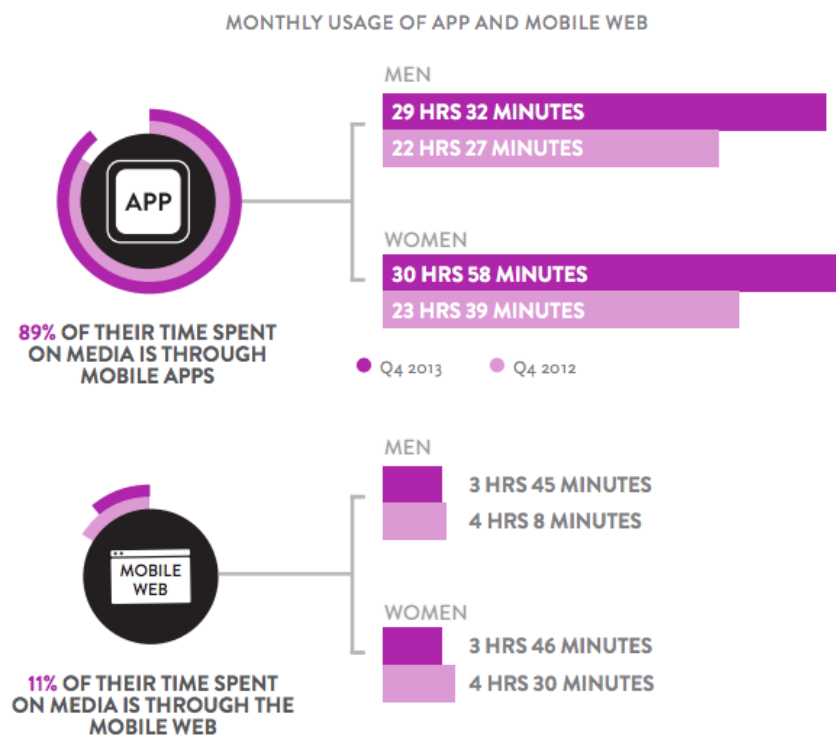 MONTHLY USAGE OF APP AND MOBILE WEB
APP
89% OF THEIR TIME SPENT
ON MEDIA IS THROUGH
MOBILE APPS
MEN
29 HRS 32 MINUTES
22 HRS 27 MINUTES
WOMEN
30 HRS 58 MINUTES
23 HRS 39 MINUTES
Q4 2013
Q4 2012
MOBILE
WEB
11% OF THEIR TIME SPENT
ON MEDIA IS THROUGH THE
MOBILE WEB
MEN
3 HRS 45 MINUTES
4 HRS 8 MINUTES
WOMEN
3 HRS 46 MINUTES
4 HRS 30 MINUTES